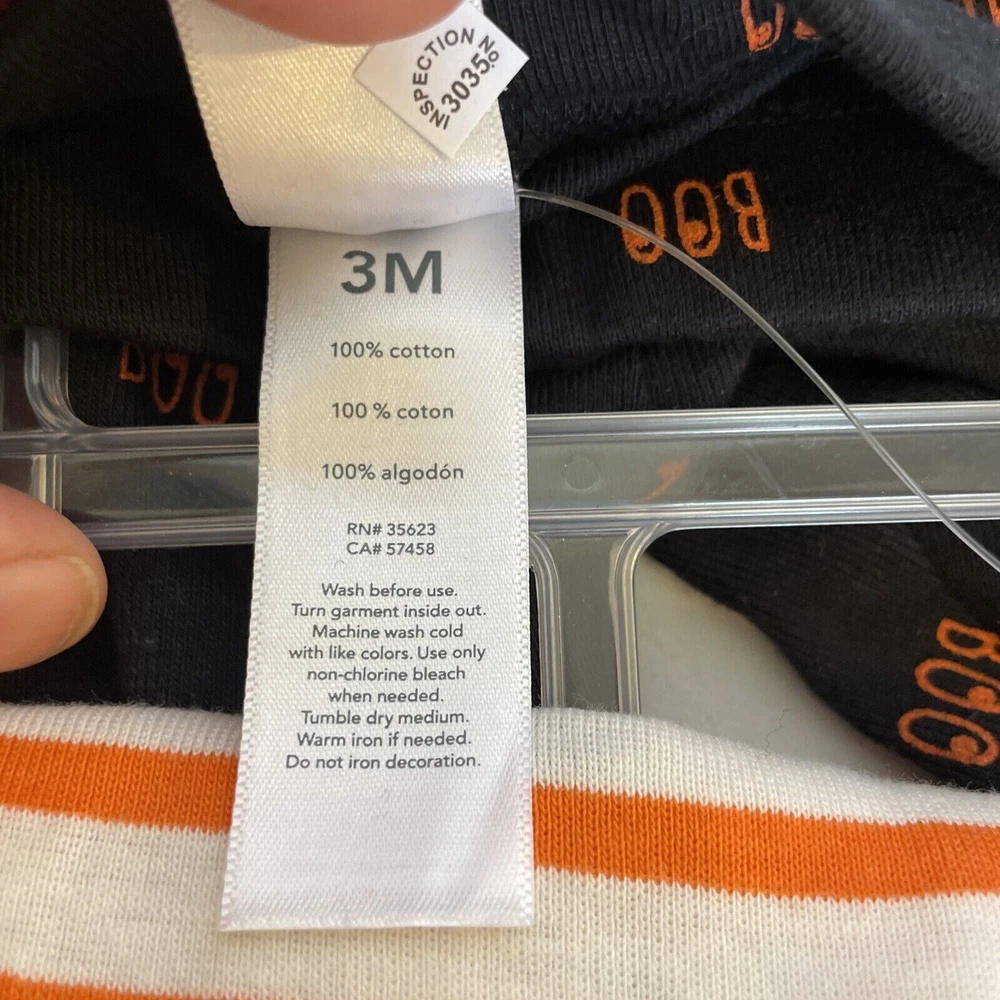 INSPECTION No.
3035
BOO
BOO
3M
100% cotton
100 % coton
100% algodón
RN# 35623
CA# 57458
Wash before use.
Turn garment inside out.
Machine wash cold
with like colors. Use only
non-chlorine bleach
when needed.
Tumble dry medium.
Warm iron if needed.
Do not iron decoration.
BOO